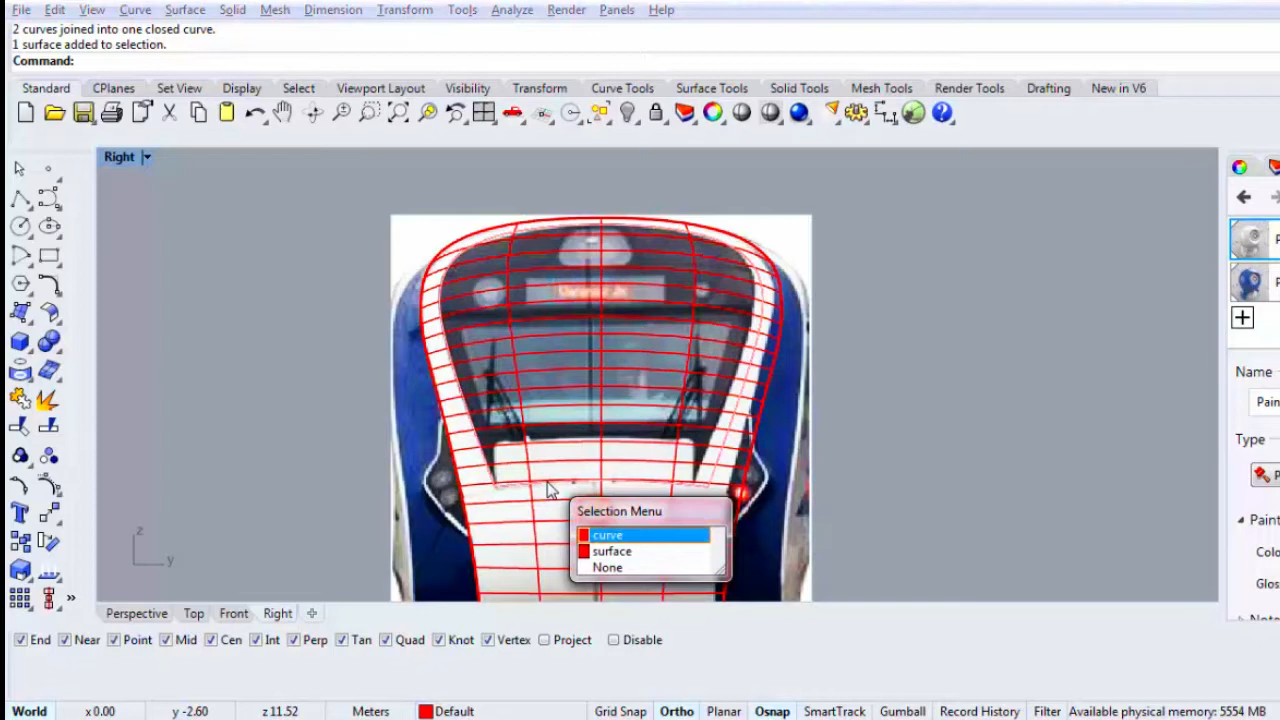 File Edit View Curve Surface Solid Mesh Dimension Transform Tools Analyze Render Panels Help
2 curves joined into one closed curve.
1 surface added to selection.
Command:
Standard CPlanes Set View Display Select Viewport Layout Visibility Transform Curve Tools Surface Tools Solid Tools Mesh Tools Render Tools Drafting New in V6
Right
Name
Type
Selection Menu
curve
surface
None
z
y
Perspective Top Front Right
End Near Point Mid Cen Int Perp Tan Quad Knot Vertex Project Disable
World x 0.00 y -2.60 z 11.52 Meters Default Grid Snap Ortho Planar Osnap SmartTrack Gumball Record History Filter Available physical memory: 5554 MB